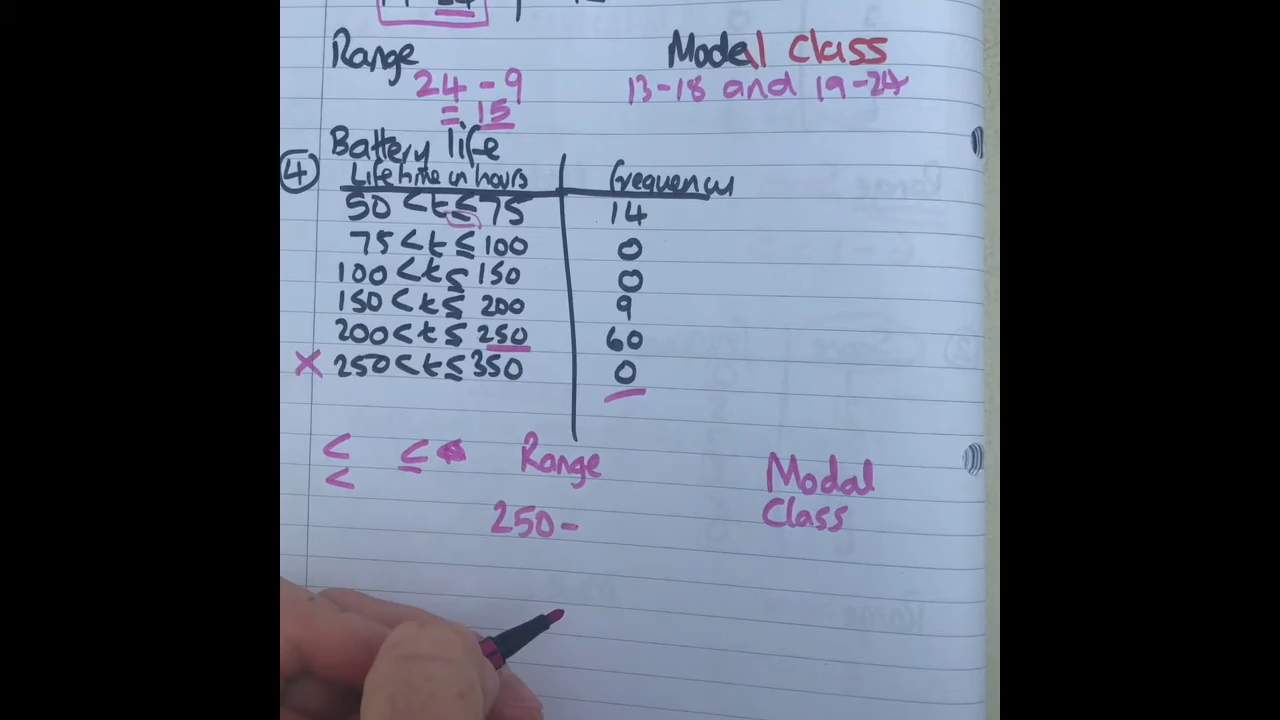 Range
Modal Class
24-9
13-18 and 19-24
= 15
Battery life
4
Lifetime in hours
frequency
50 < t ≤ 75
14
75 < t ≤ 100
0
100 < t ≤ 150
0
150 < t ≤ 200
9
200 < t ≤ 250
60
× 250 < t ≤ 350
0
< ≤
Range
Modal
<
Class
250-